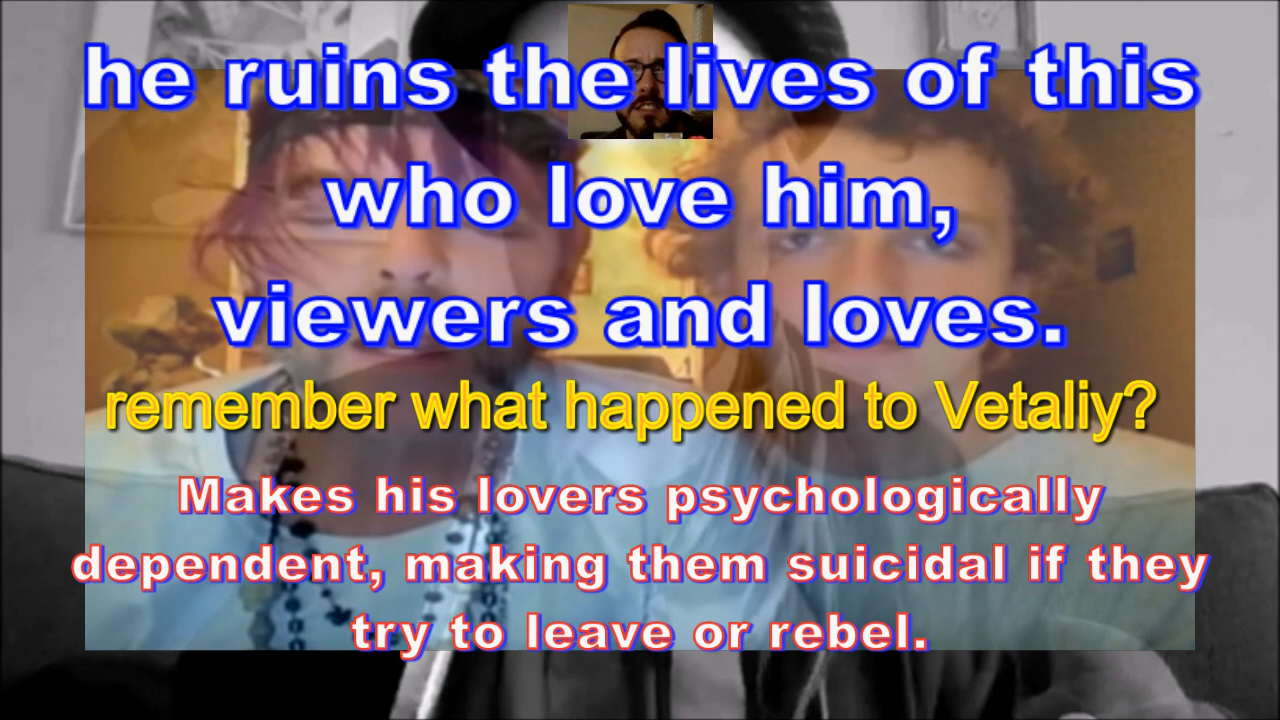 he ruins the lives of this
who love him,
viewers and loves.
remember what happened to Vetaliy?
Makes his lovers psychologically
dependent, making them suicidal if they
try to leave or rebel.